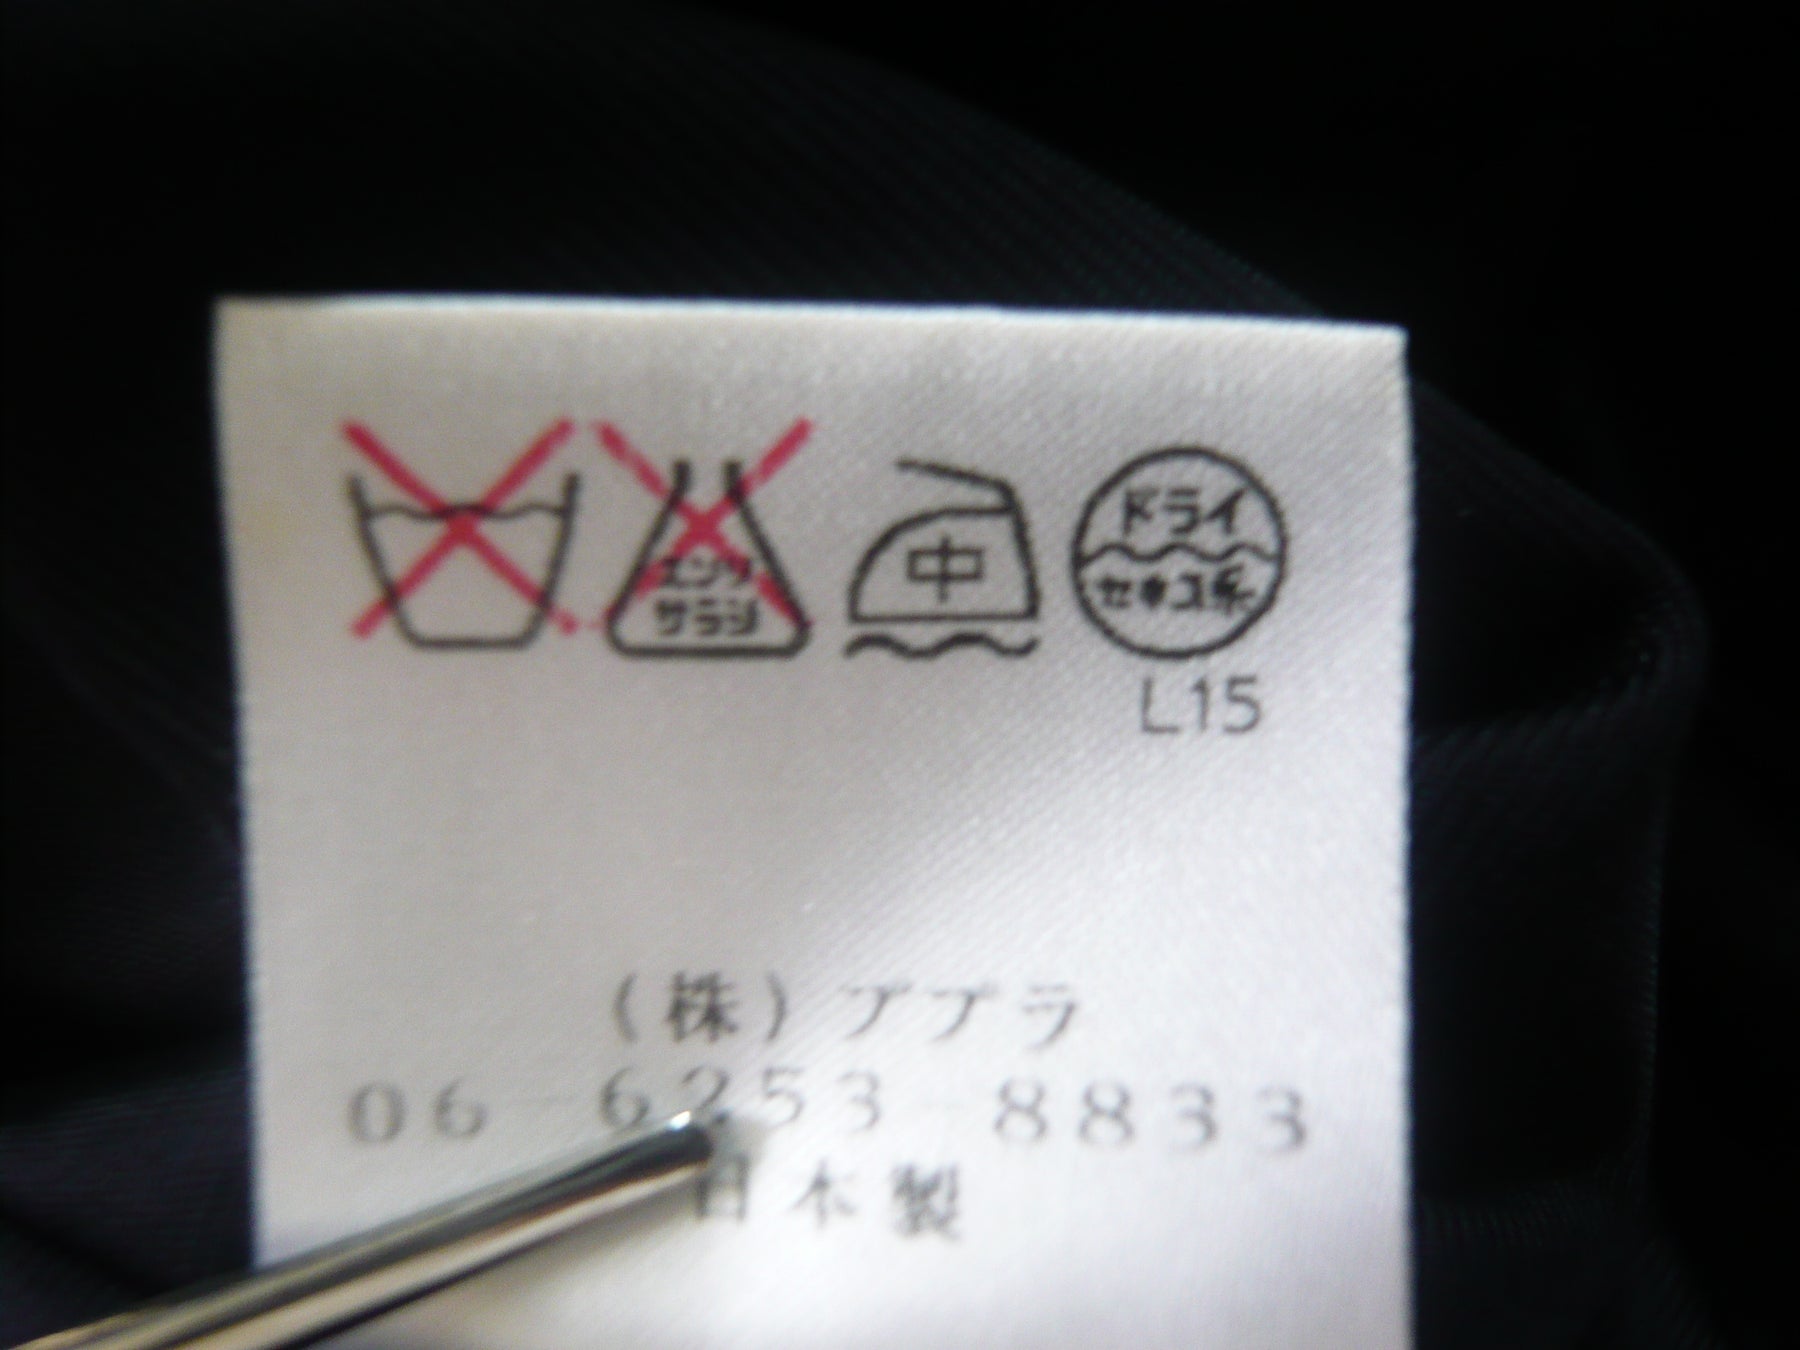 エンソ
サラシ
中
ドライ
セキユ系
L15
(株)アプラ
06-6253-8833
日本製